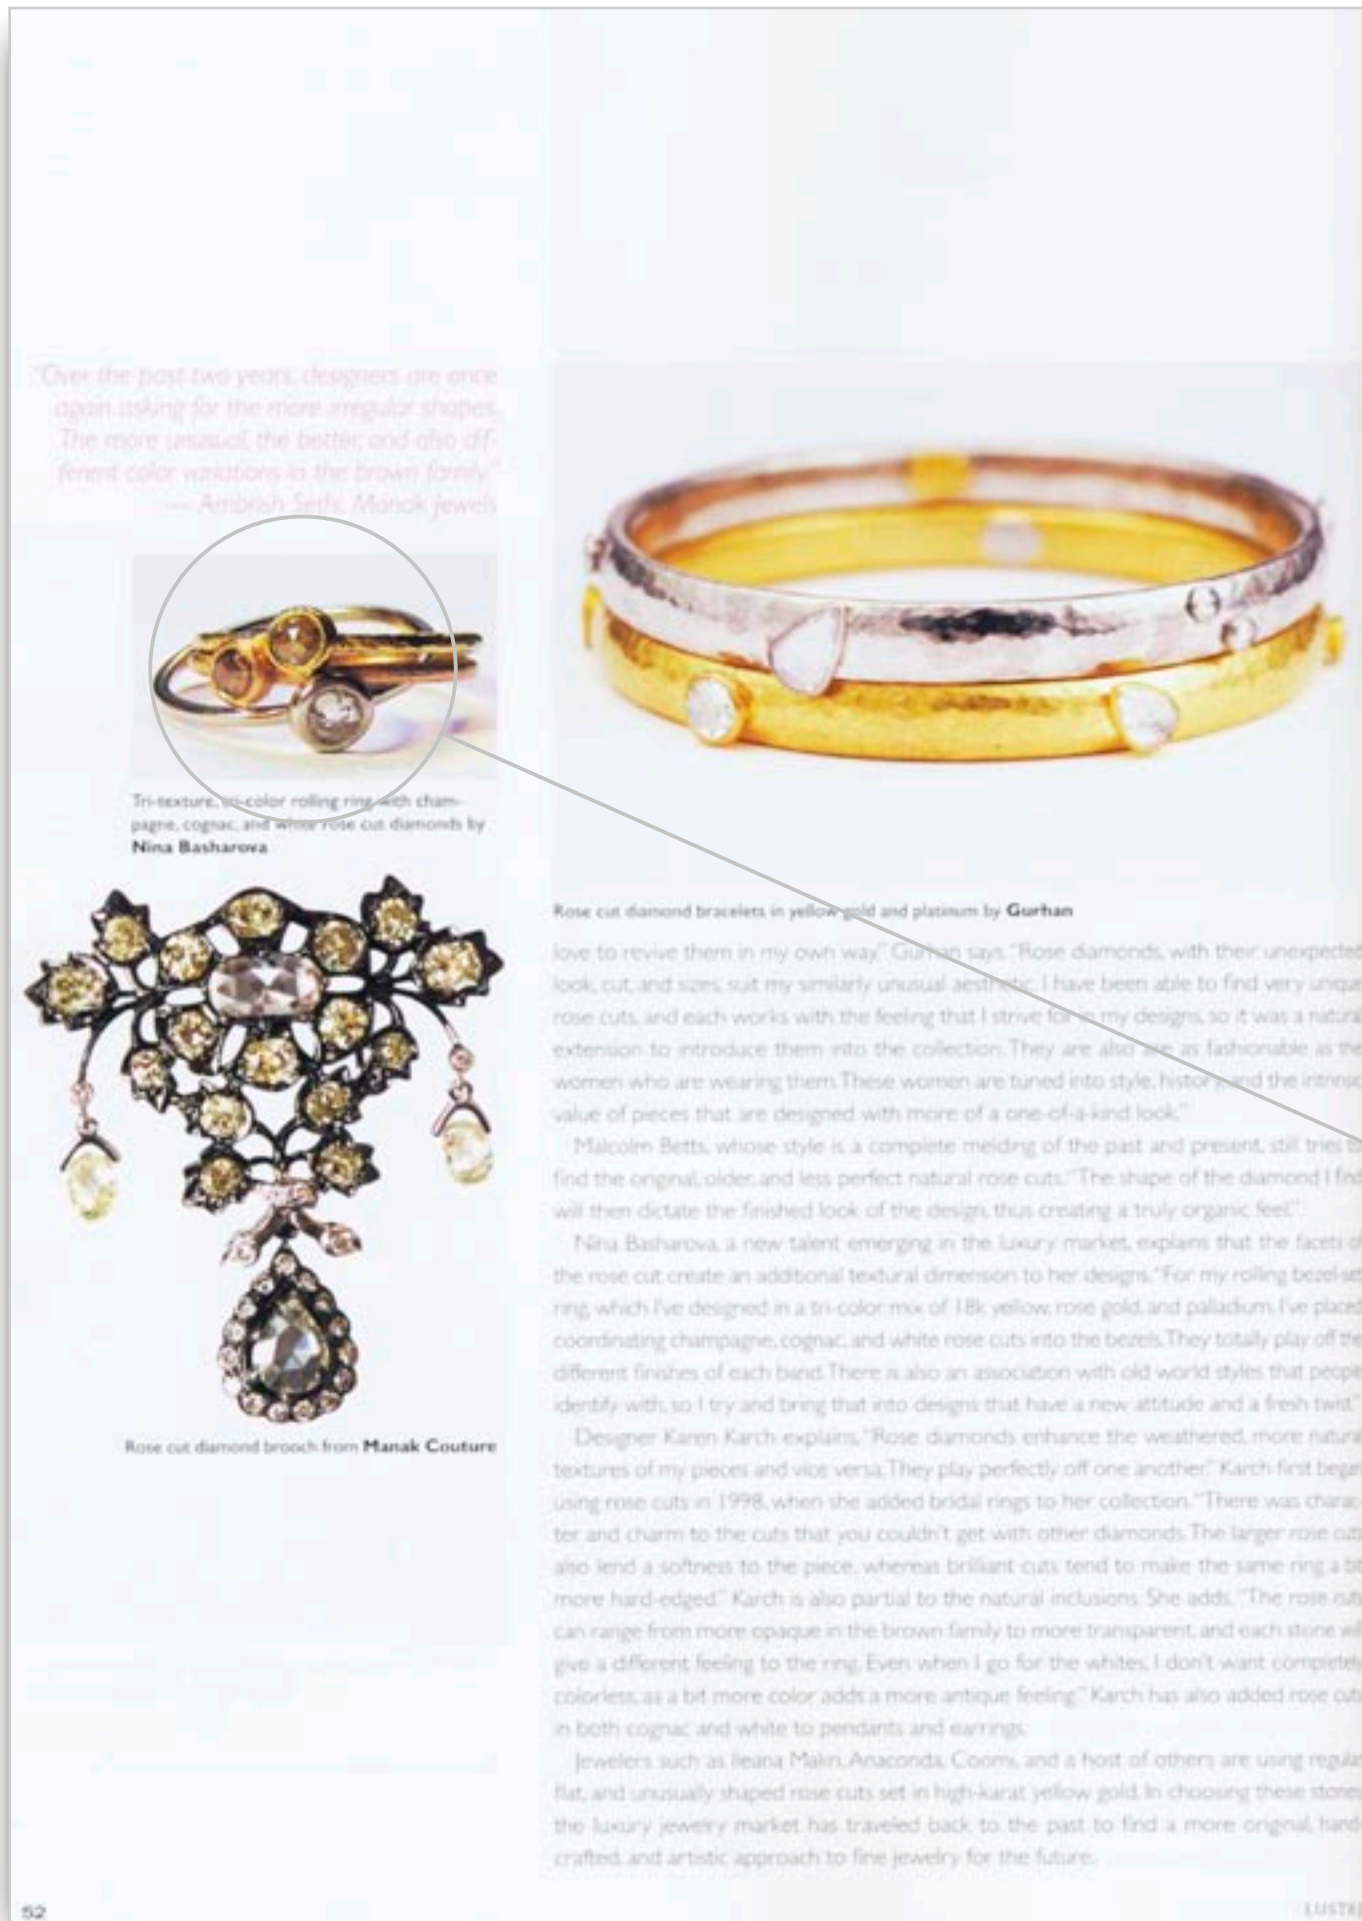 "Over the past two years, designers are once
again asking for the more irregular shapes.
The more unusual, the better, and also dif-
ferent color variations in the brown family."
— Ambrish Sethi, Manak Jewels
Tri-texture, tri-color rolling ring with cham-
pagne, cognac, and white rose cut diamonds by
Nina Basharova
Rose cut diamond brooch from Manak Couture
Rose cut diamond bracelets in yellow gold and platinum by Gurhan
love to revive them in my own way," Gurhan says. "Rose diamonds, with their unexpected
look, cut, and sizes, suit my similarly unusual aesthetic. I have been able to find very unique
rose cuts, and each works with the feeling that I strive for in my designs, so it was a natural
extension to introduce them into the collection. They are also as fashionable as the
women who are wearing them. These women are tuned into style, history, and the intrinsic
value of pieces that are designed with more of a one-of-a-kind look."
Malcolm Betts, whose style is a complete melding of the past and present, still tries to
find the original, older, and less perfect natural rose cuts. "The shape of the diamond I find
will then dictate the finished look of the design, thus creating a truly organic feel."
Nina Basharova, a new talent emerging in the luxury market, explains that the facets of
the rose cut create an additional textural dimension to her designs. "For my rolling bezel-set
ring, which I've designed in a tri-color mix of 18k yellow, rose gold, and palladium, I've placed
coordinating champagne, cognac, and white rose cuts into the bezels. They totally play off the
different finishes of each band. There is also an association with old world styles that people
identify with, so I try and bring that into designs that have a new attitude and a fresh twist."
Designer Karen Karch explains, "Rose diamonds enhance the weathered, more natural
textures of my pieces and vice versa. They play perfectly off one another." Karch first began
using rose cuts in 1998, when she added bridal rings to her collection. "There was charac-
ter and charm to the cuts that you couldn't get with other diamonds. The larger rose cuts
also lend a softness to the piece, whereas brilliant cuts tend to make the same ring a bit
more hard-edged." Karch is also partial to the natural inclusions. She adds, "The rose cuts
can range from more opaque in the brown family to more transparent, and each stone will
give a different feeling to the ring. Even when I go for the whites, I don't want completely
colorless, as a bit more color adds a more antique feeling." Karch has also added rose cuts
in both cognac and white to pendants and earrings.
Jewelers such as Ileana Makri, Anaconda, Coomi, and a host of others are using regular,
flat, and unusually shaped rose cuts set in high-karat yellow gold. In choosing these stones,
the luxury jewelry market has traveled back to the past to find a more original, hand-
crafted, and artistic approach to fine jewelry for the future.
52